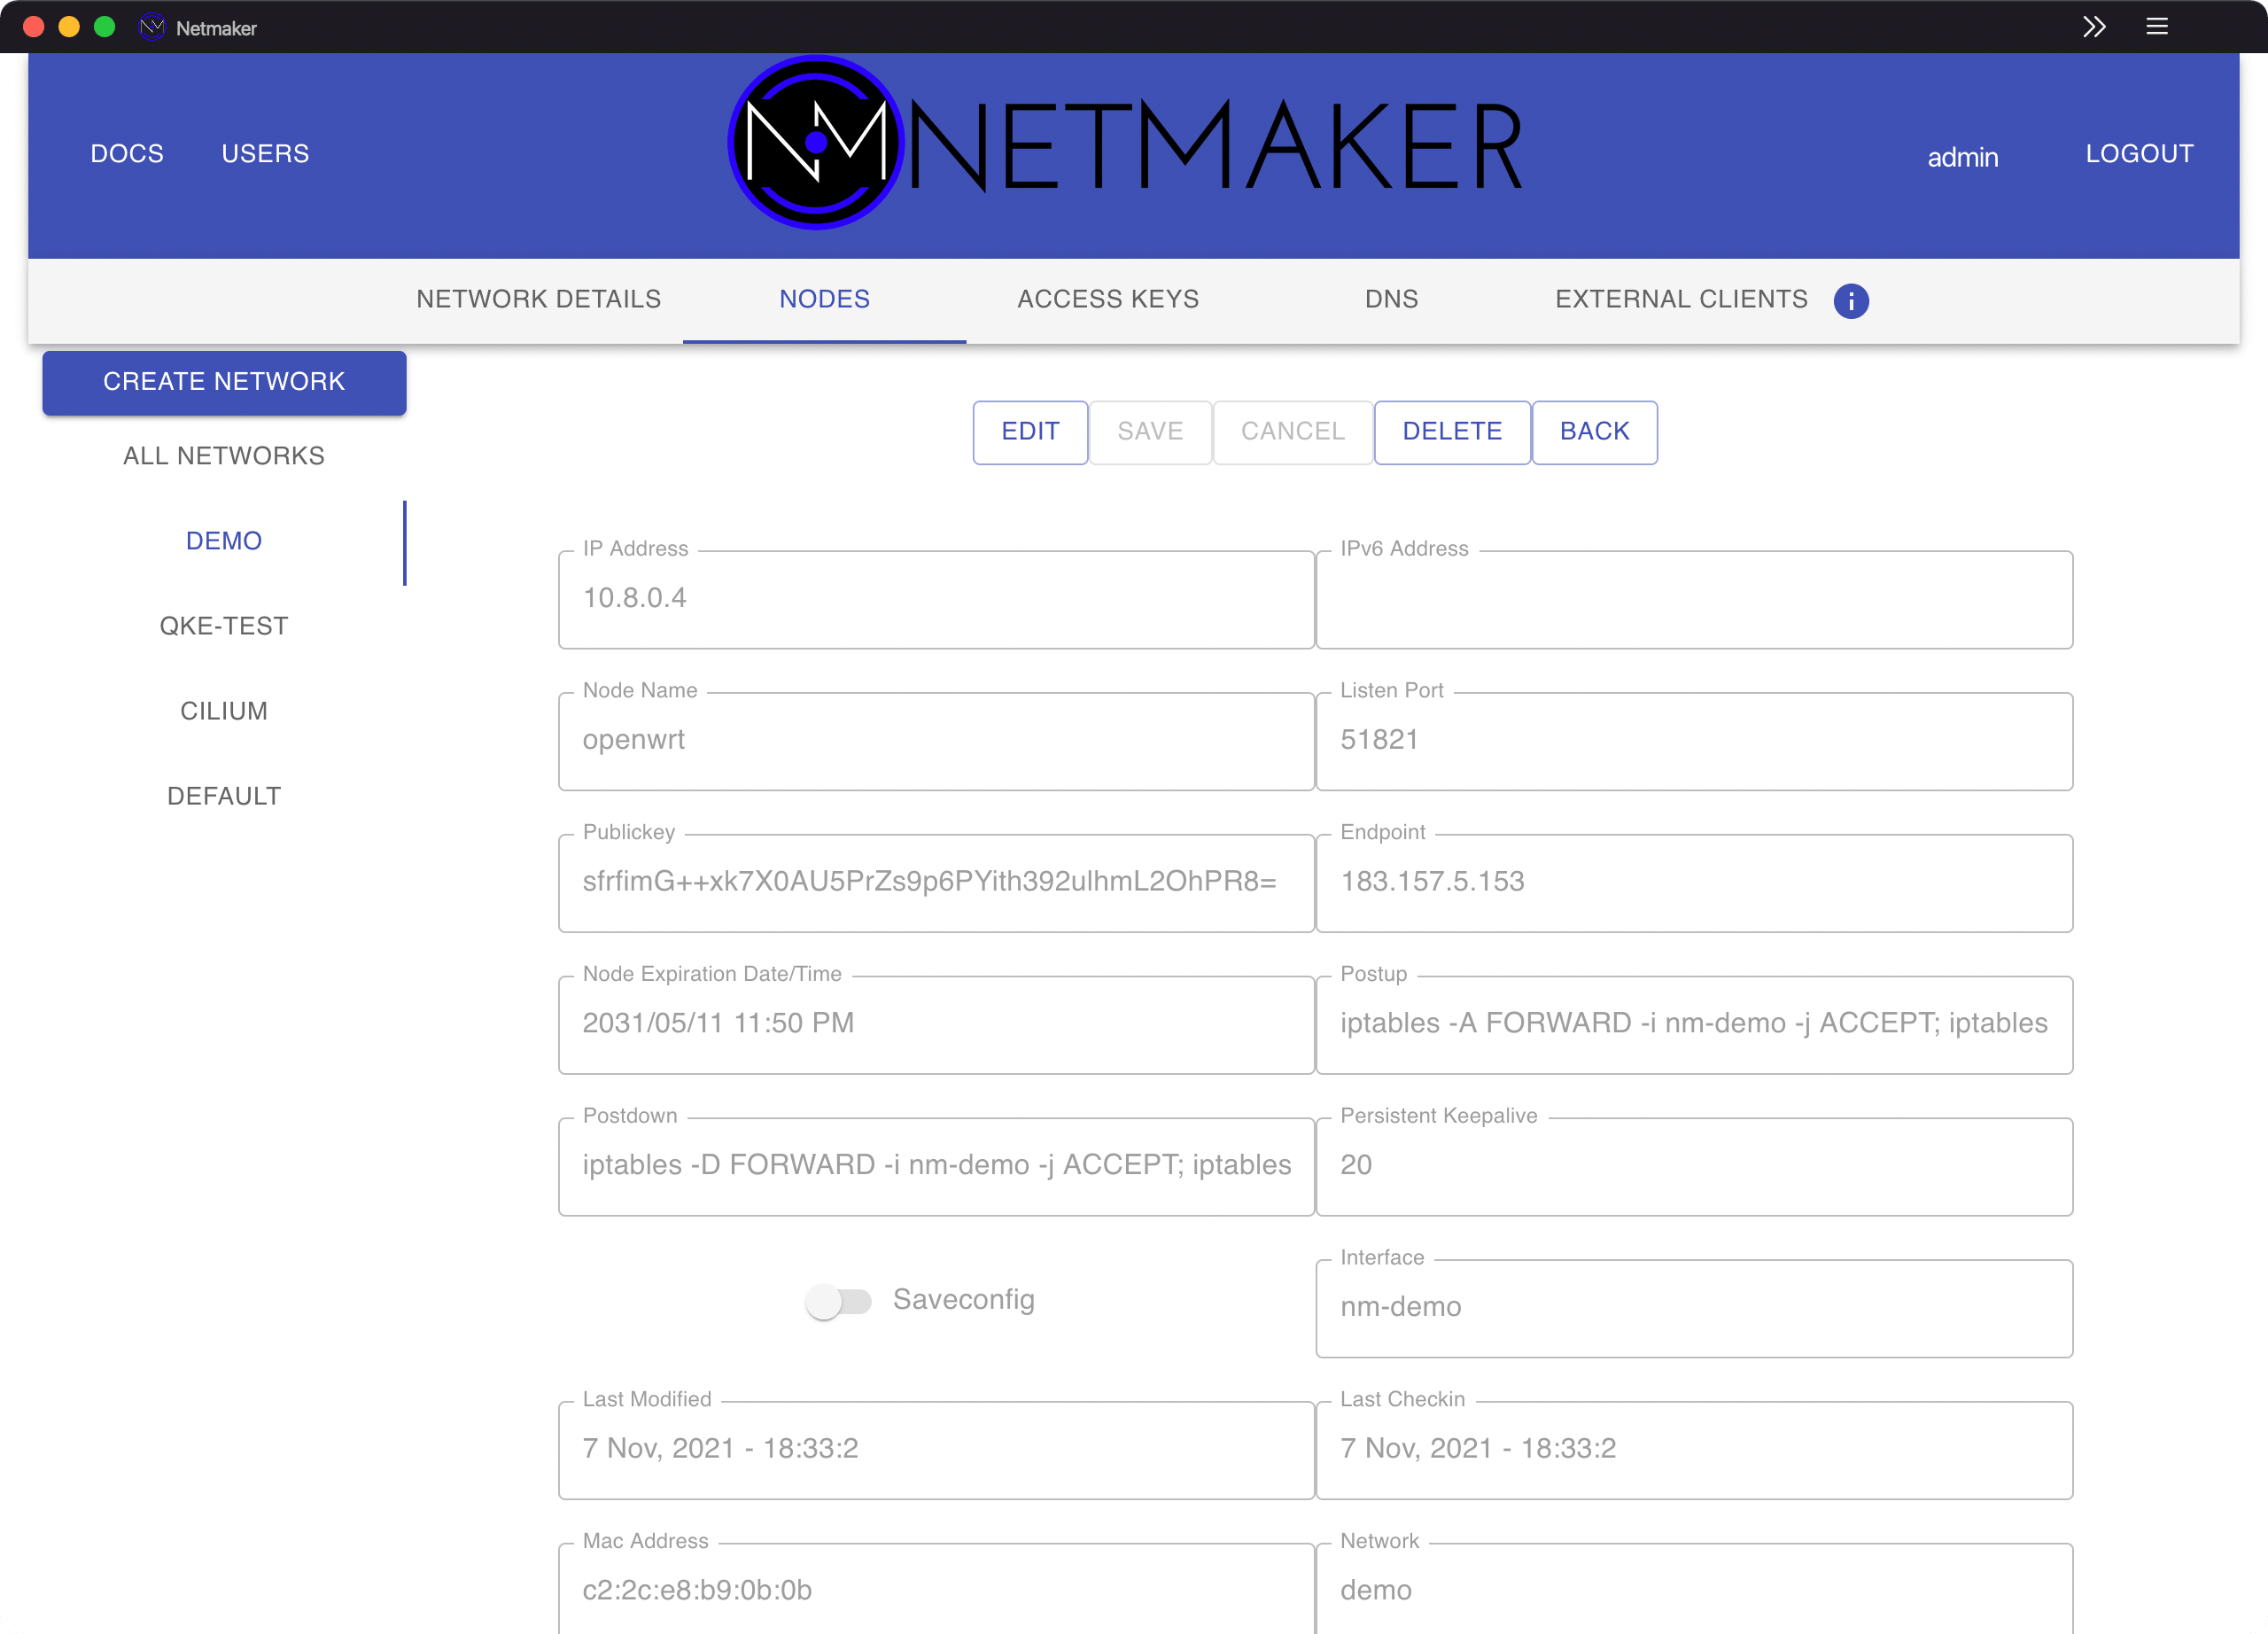 Netmaker
DOCS USERS NM NETMAKER admin LOGOUT
NETWORK DETAILS NODES ACCESS KEYS DNS EXTERNAL CLIENTS i
CREATE NETWORK
ALL NETWORKS
DEMO
QKE-TEST
CILIUM
DEFAULT
EDIT SAVE CANCEL DELETE BACK
IP Address IPv6 Address
10.8.0.4
Node Name Listen Port
openwrt 51821
Publickey Endpoint
sfrfimG++xk7X0AU5PrZs9p6PYith392ulhmL2OhPR8= 183.157.5.153
Node Expiration Date/Time Postup
2031/05/11 11:50 PM iptables -A FORWARD -i nm-demo -j ACCEPT; iptables
Postdown Persistent Keepalive
iptables -D FORWARD -i nm-demo -j ACCEPT; iptables 20
Interface
Saveconfig nm-demo
Last Modified Last Checkin
7 Nov, 2021 - 18:33:2 7 Nov, 2021 - 18:33:2
Mac Address Network
c2:2c:e8:b9:0b:0b demo